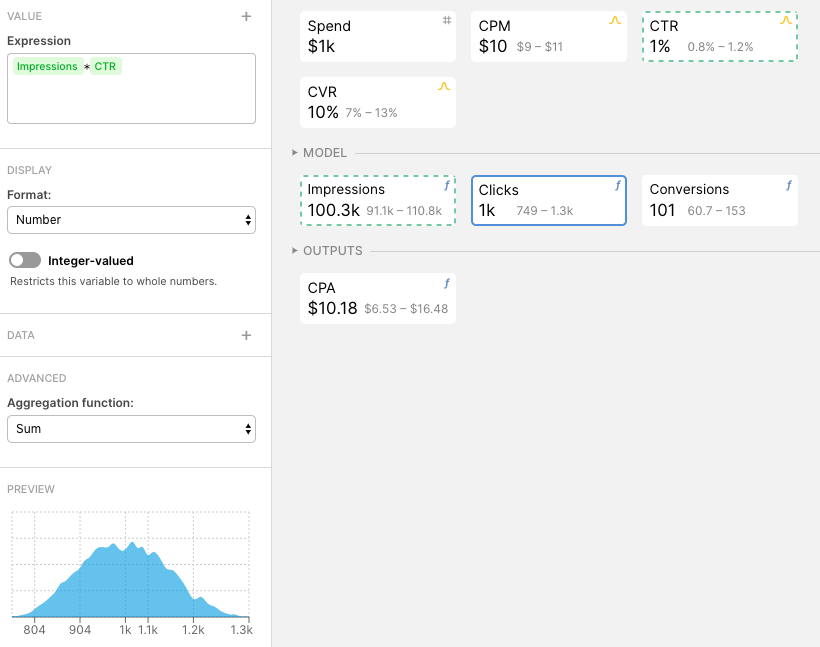 VALUE +
Expression
Impressions * CTR
DISPLAY
Format:
Number
Integer-valued
Restricts this variable to whole numbers.
DATA +
ADVANCED
Aggregation function:
Sum
PREVIEW
804 904 1k 1.1k 1.2k 1.3k
Spend #
$1k
CPM
$10 $9 – $11
CTR
1% 0.8% – 1.2%
CVR
10% 7% – 13%
MODEL
Impressions ƒ
100.3k 91.1k – 110.8k
Clicks ƒ
1k 749 – 1.3k
Conversions ƒ
101 60.7 – 153
OUTPUTS
CPA ƒ
$10.18 $6.53 – $16.48